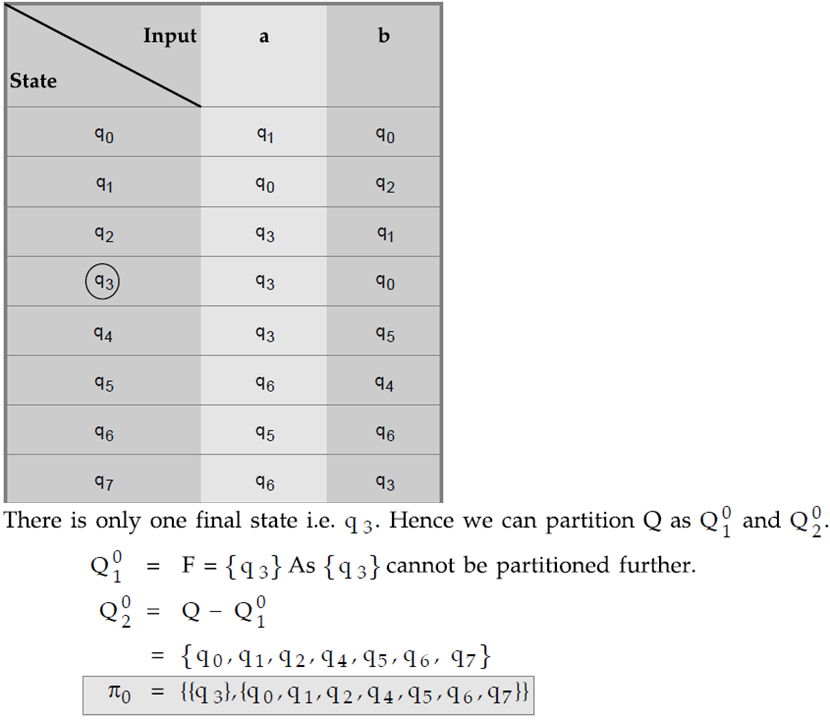 Input a b
State
q0 q1 q0
q1 q0 q2
q2 q3 q1
q3 q3 q0
q4 q3 q5
q5 q6 q4
q6 q5 q6
q7 q6 q3
There is only one final state i.e. q3. Hence we can partition Q as Q₁⁰ and Q₂⁰.
Q₁⁰ = F = {q3} As {q3} cannot be partitioned further.
Q₂⁰ = Q – Q₁⁰
= {q0, q1, q2, q4, q5, q6, q7}
π0 = {{q3},{q0, q1, q2, q4, q5, q6, q7}}